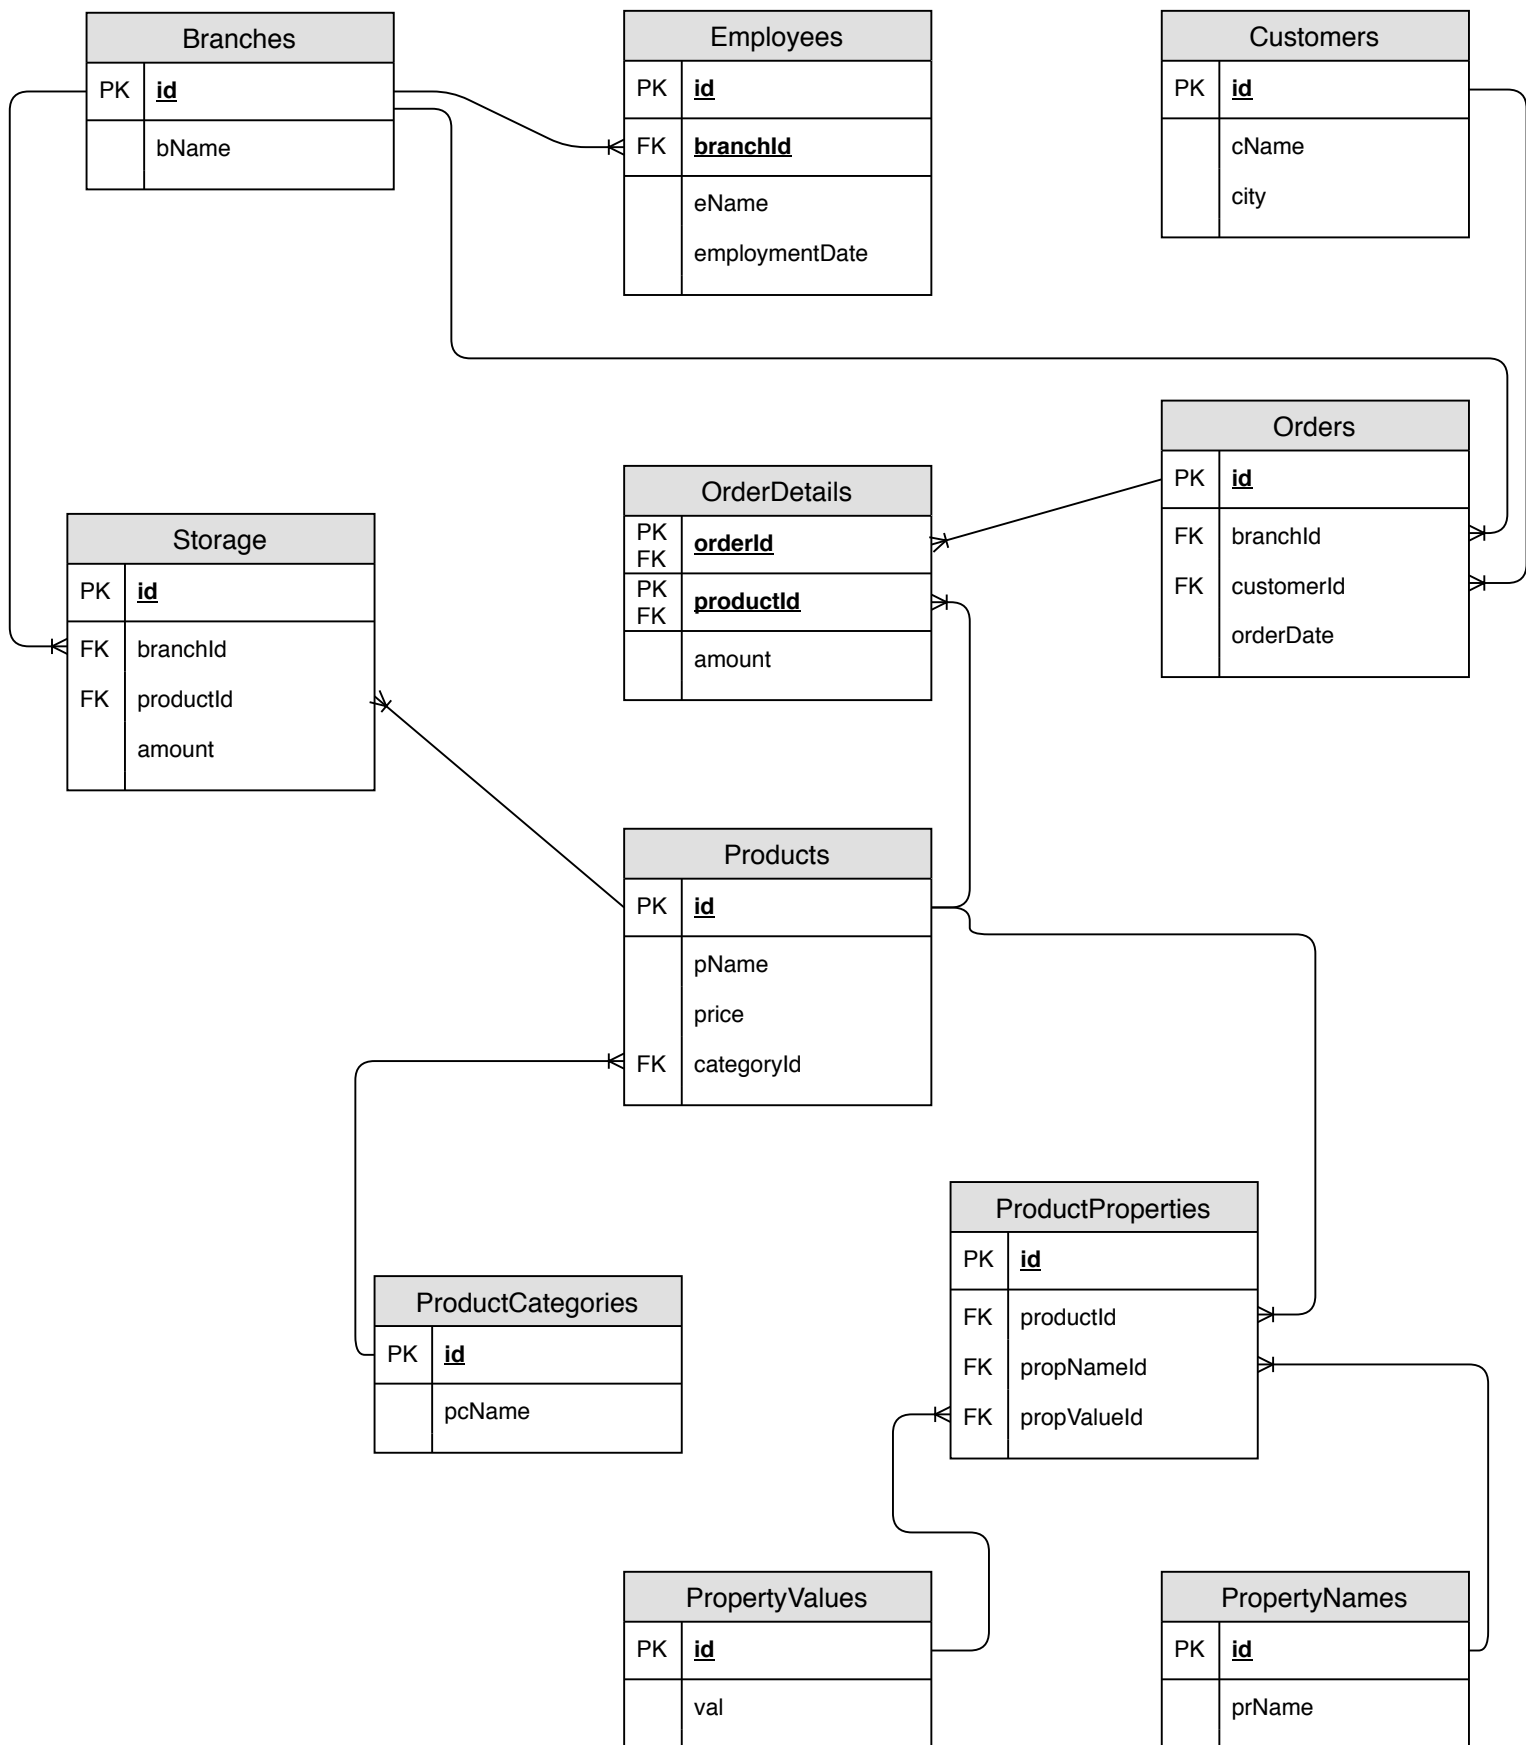 Branches
PK id
bName
Employees
PK id
FK branchId
eName
employmentDate
Customers
PK id
cName
city
Orders
PK id
FK branchId
FK customerId
orderDate
OrderDetails
PK
FK orderId
PK
FK productId
amount
Storage
PK id
FK branchId
FK productId
amount
Products
PK id
pName
price
FK categoryId
ProductProperties
PK id
FK productId
FK propNameId
FK propValueId
ProductCategories
PK id
pcName
PropertyValues
PK id
val
PropertyNames
PK id
prName